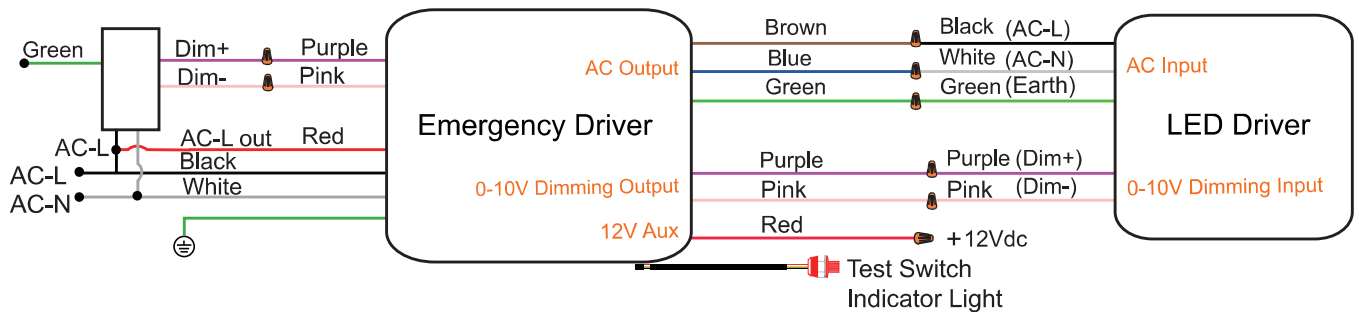 Green
Dim+
Purple
Dim-
Pink
AC-L
AC-L out
Red
Black
AC-L
White
AC-N
Emergency Driver
AC Output
0-10V Dimming Output
12V Aux
Brown
Black (AC-L)
Blue
White (AC-N)
Green
Green (Earth)
Purple
Purple (Dim+)
Pink
Pink (Dim-)
Red
+12Vdc
Test Switch
Indicator Light
AC Input
LED Driver
0-10V Dimming Input